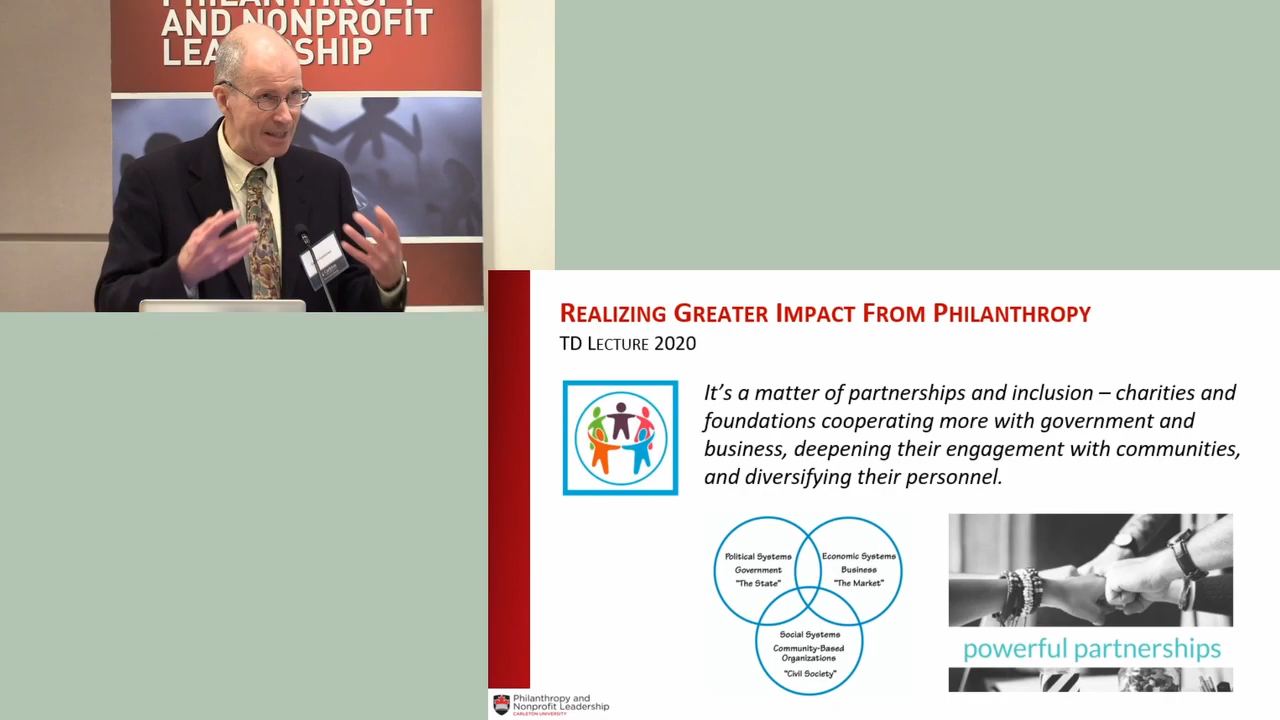 PHILANTHROPY
AND NONPROFIT
LEADERSHIP
REALIZING GREATER IMPACT FROM PHILANTHROPY
TD LECTURE 2020
It's a matter of partnerships and inclusion – charities and
foundations cooperating more with government and
business, deepening their engagement with communities,
and diversifying their personnel.
Political Systems
Government
"The State"
Economic Systems
Business
"The Market"
Social Systems
Community-Based
Organizations
"Civil Society"
powerful partnerships
Philanthropy and
Nonprofit Leadership
CARLETON UNIVERSITY